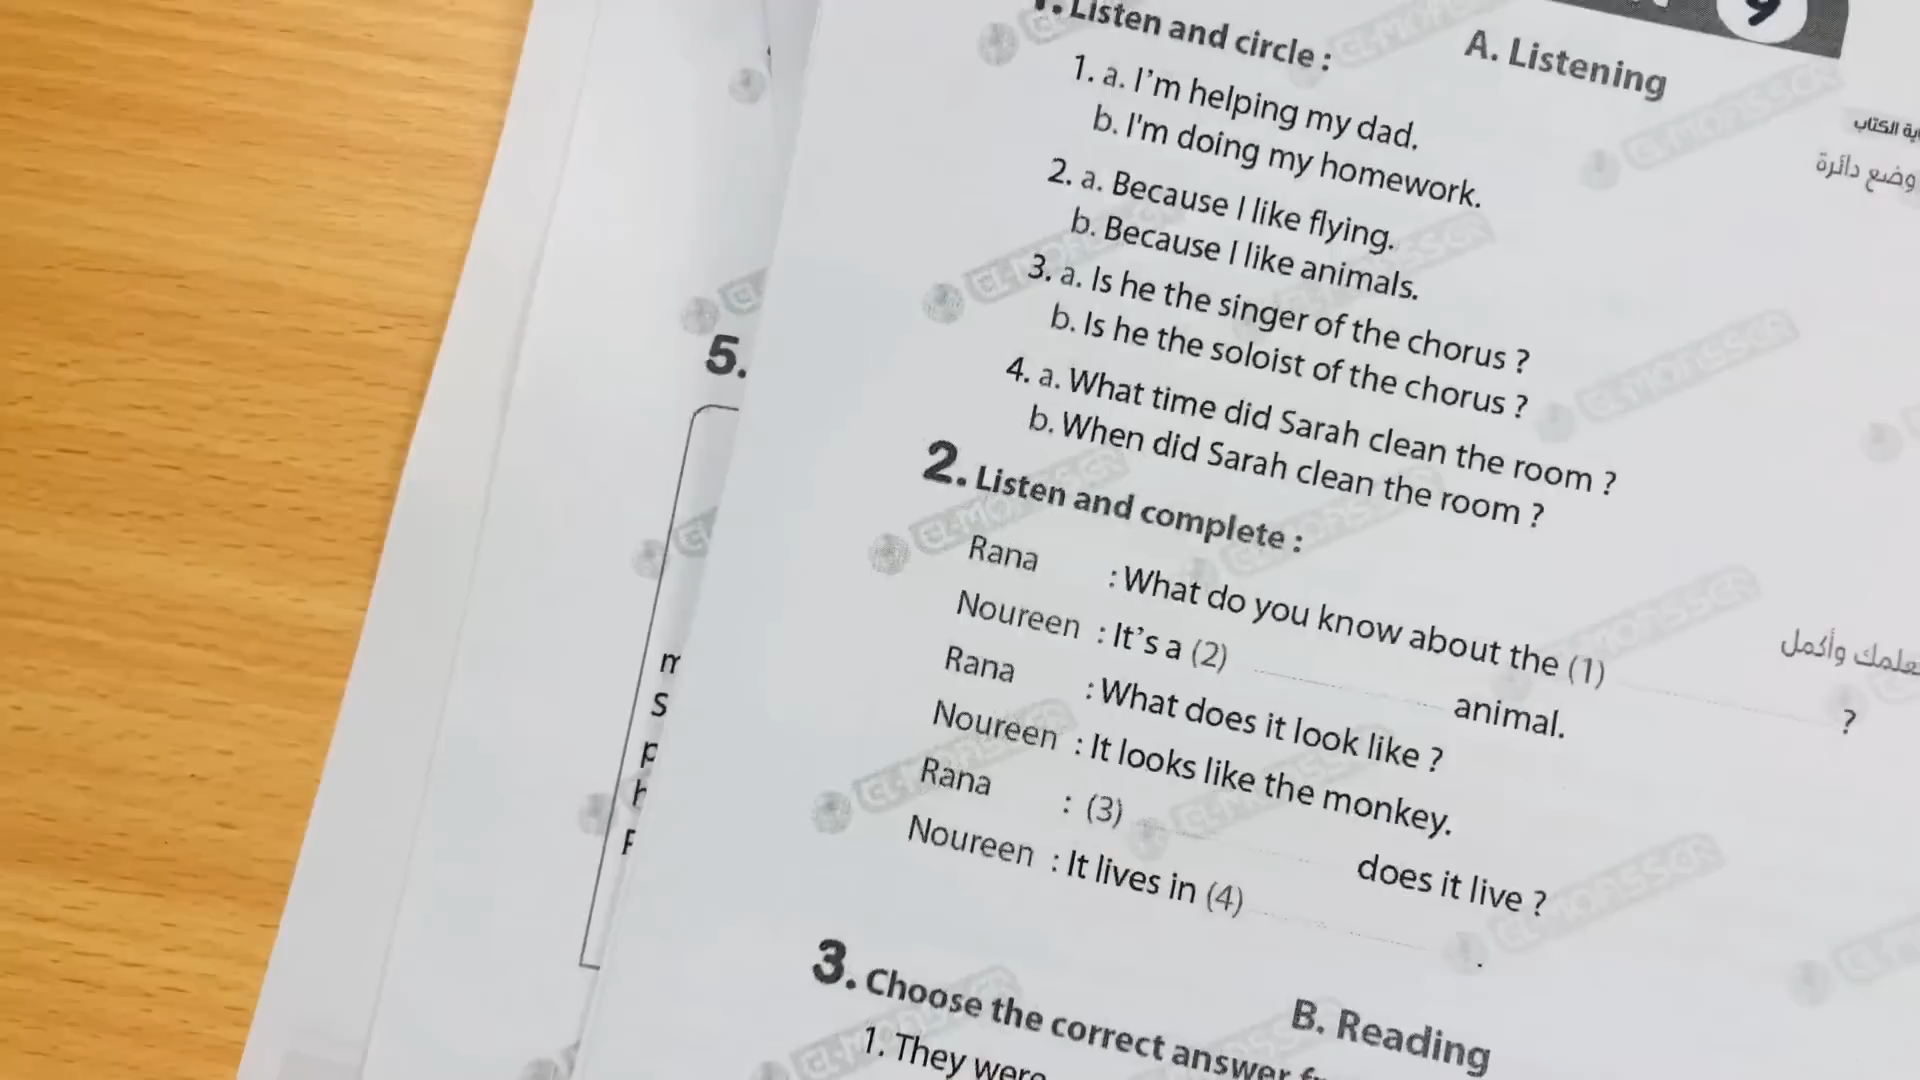 9
A. Listening
1. Listen and circle :
وضع دائرة
1. a. I’m helping my dad.
b. I'm doing my homework.
2. a. Because I like flying.
b. Because I like animals.
3. a. Is he the singer of the chorus ?
b. Is he the soloist of the chorus ?
4. a. What time did Sarah clean the room ?
b. When did Sarah clean the room ?
2. Listen and complete :
وأكمل
Rana : What do you know about the (1) ?
Noureen : It’s a (2) animal.
Rana : What does it look like ?
Noureen : It looks like the monkey.
Rana : (3) does it live ?
Noureen : It lives in (4) .
B. Reading
3. Choose the correct answer
1. They were
5.